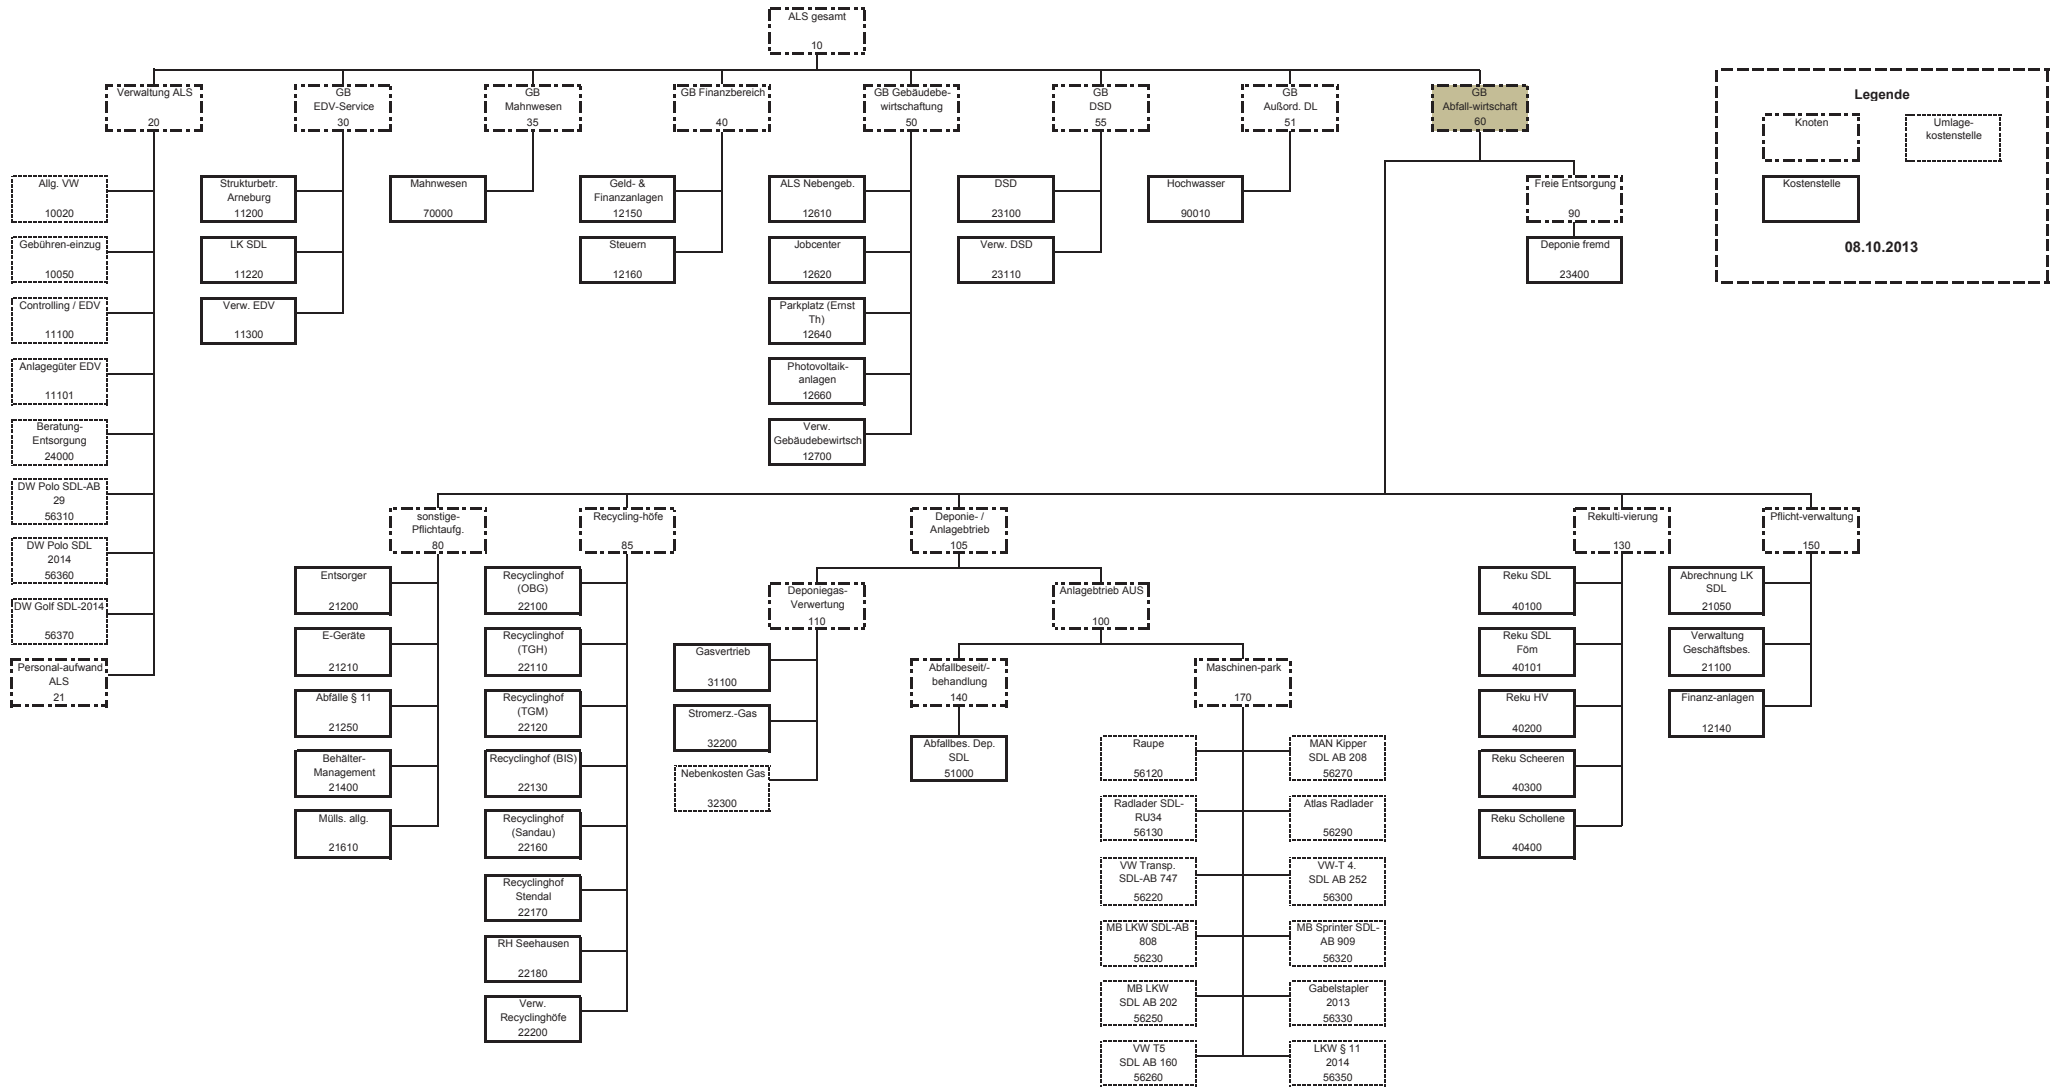 ALS gesamt
10
Verwaltung ALS
20
GB
EDV-Service
30
GB
Mahnwesen
35
GB Finanzbereich
40
GB Gebäudebe-
wirtschaftung
50
GB
DSD
55
GB
Außord. DL
51
GB
Abfall-wirtschaft
60
Legende
Knoten
Umlage-
kostenstelle
Kostenstelle
08.10.2013
Allg. VW
10020
Gebühren-einzug
10050
Controlling / EDV
11100
Anlagegüter EDV
11101
Beratung-
Entsorgung
24000
DW Polo SDL-AB
29
56310
DW Polo SDL
2014
56360
DW Golf SDL-2014
56370
Personal-aufwand
ALS
21
Strukturbetr.
Arneburg
11200
LK SDL
11220
Verw. EDV
11300
Mahnwesen
70000
Geld- &
Finanzanlagen
12150
Steuern
12160
ALS Nebengeb.
12610
Jobcenter
12620
Parkplatz (Ernst
Th)
12640
Photovoltaik-
anlagen
12660
Verw.
Gebäudebewirtsch
12700
DSD
23100
Verw. DSD
23110
Hochwasser
90010
Freie Entsorgung
90
Deponie fremd
23400
sonstige-
Pflichtaufg.
80
Entsorger
21200
E-Geräte
21210
Abfälle § 11
21250
Behälter-
Management
21400
Mülls. allg.
21610
Recycling-höfe
85
Recyclinghof
(OBG)
22100
Recyclinghof
(TGH)
22110
Recyclinghof
(TGM)
22120
Recyclinghof (BIS)
22130
Recyclinghof
(Sandau)
22160
Recyclinghof
Stendal
22170
RH Seehausen
22180
Verw.
Recyclinghöfe
22200
Deponie- /
Anlagebtrieb
105
Deponiegas-
Verwertung
110
Gasvertrieb
31100
Stromerz.-Gas
32200
Nebenkosten Gas
32300
Anlagebtrieb AUS
100
Abfallbeseit/-
behandlung
140
Abfallbes. Dep.
SDL
51000
Maschinen-park
170
Raupe
56120
MAN Kipper
SDL AB 208
56270
Radlader SDL-
RU34
56130
Atlas Radlader
56290
VW Transp.
SDL-AB 747
56220
VW-T 4.
SDL AB 252
56300
MB LKW SDL-AB
808
56230
MB Sprinter SDL-
AB 909
56320
MB LKW
SDL AB 202
56250
Gabelstapler
2013
56330
VW T5
SDL AB 160
56260
LKW § 11
2014
56350
Rekulti-vierung
130
Reku SDL
40100
Reku SDL
Föm
40101
Reku HV
40200
Reku Scheeren
40300
Reku Schollene
40400
Pflicht-verwaltung
150
Abrechnung LK
SDL
21050
Verwaltung
Geschäftsbes.
21100
Finanz-anlagen
12140